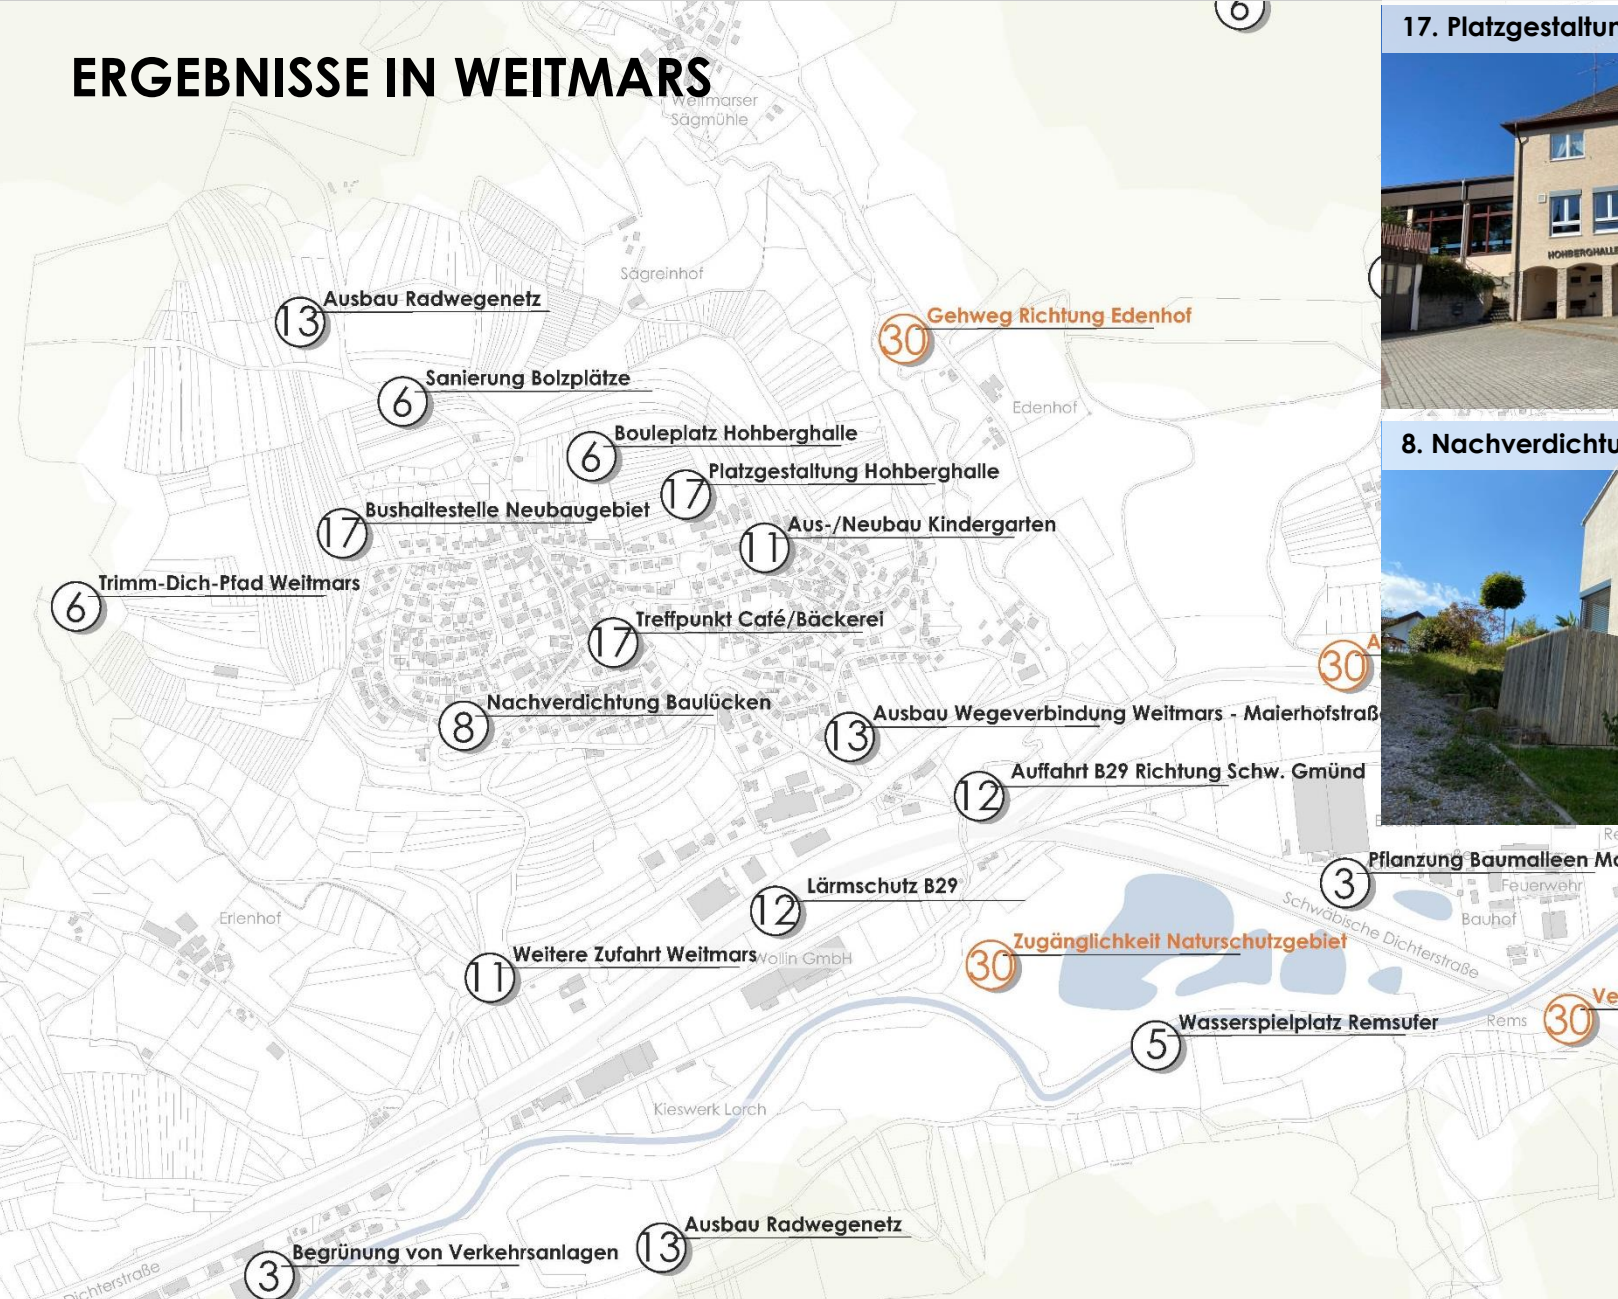 6
17. Platzgestaltun
ERGEBNISSE IN WEITMARS
Weitmarser
Sägmühle
HOHBERGHALLE
Sägreinhof
13 Ausbau Radwegenetz
30 Gehweg Richtung Edenhof
6 Sanierung Bolzplätze
Edenhof
6 Bouleplatz Hohberghalle
8. Nachverdichtu
17 Platzgestaltung Hohberghalle
17 Bushaltestelle Neubaugebiet
11 Aus-/Neubau Kindergarten
6 Trimm-Dich-Pfad Weitmars
17 Treffpunkt Café/Bäckerei
30 A
8 Nachverdichtung Baulücken
13 Ausbau Wegeverbindung Weitmars - Maierhofstraß
12 Auffahrt B29 Richtung Schw. Gmünd
3 Pflanzung Baumalleen Ma
Feuerwehr
12 Lärmschutz B29
Schwäbische Dichterstraße
Bauhof
Erlenhof
30 Zugänglichkeit Naturschutzgebiet
11 Weitere Zufahrt Weitmars
Wollin GmbH
30 Ve
5 Wasserspielplatz Remsufer
Rems
Kieswerk Lorch
13 Ausbau Radwegenetz
3 Begrünung von Verkehrsanlagen
Dichterstraße